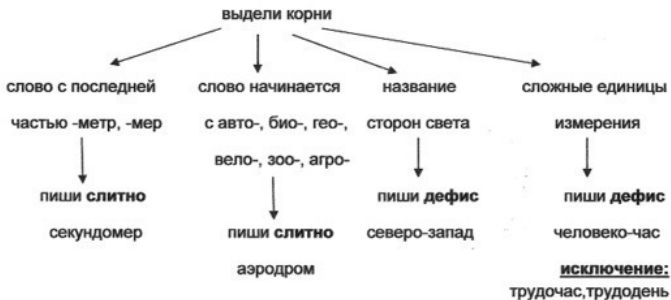 выдели корни
слово с последней
частью -метр, -мер
пиши слитно
секундомер
слово начинается
с авто-, био-, гео-,
вело-, зоо-, агро-
пиши слитно
аэродром
название
сторон света
пиши дефис
северо-запад
сложные единицы
измерения
пиши дефис
человеко-час
исключение:
трудочас,трудодень